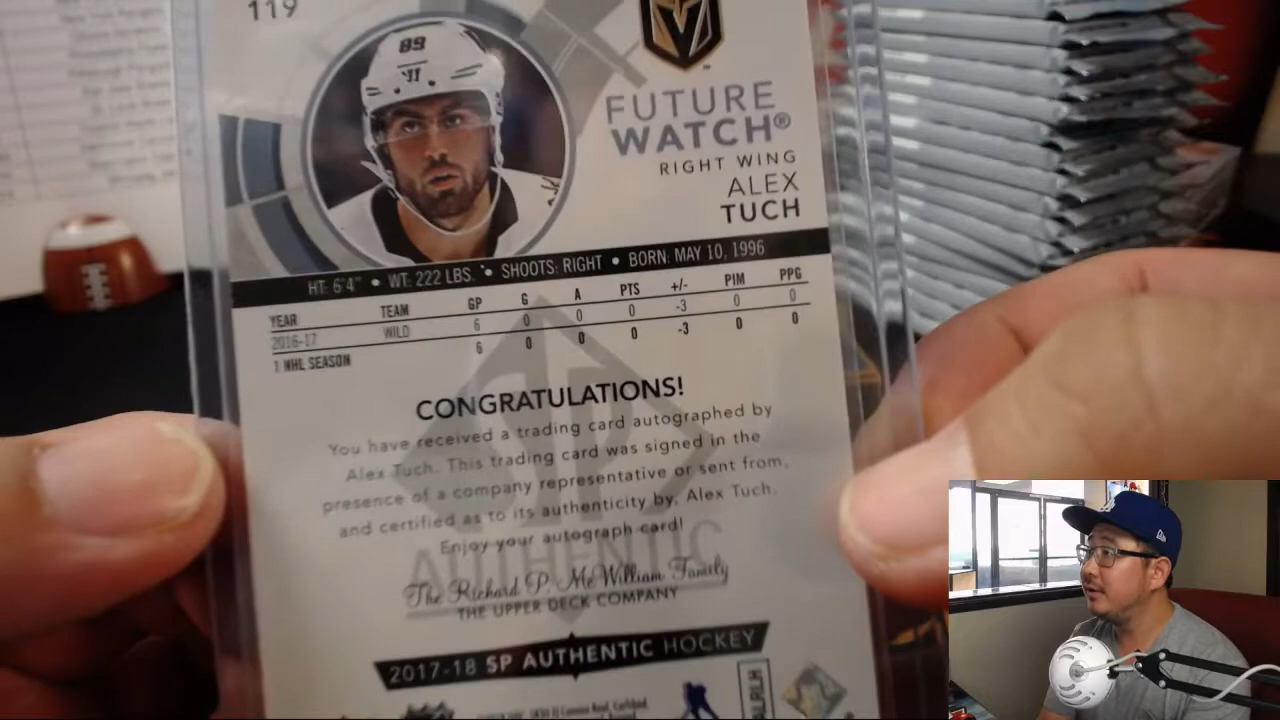 119
89
FUTURE
WATCH®
RIGHT WING
ALEX
TUCH
HT: 6'4" • WT: 222 LBS. • SHOOTS: RIGHT • BORN: MAY 10, 1996
YEAR TEAM GP G A PTS +/- PIM PPG
2016-17 WILD 6 0 0 0 -3 0 0
1 NHL SEASON 6 0 0 0 -3 0 0
CONGRATULATIONS!
You have received a trading card autographed by
Alex Tuch. This trading card was signed in the
presence of a company representative or sent from,
and certified as to its authenticity by, Alex Tuch.
Enjoy your autograph card!
SP
AUTHENTIC
The Richard P. McWilliam Family
THE UPPER DECK COMPANY
2017-18 SP AUTHENTIC HOCKEY
LA